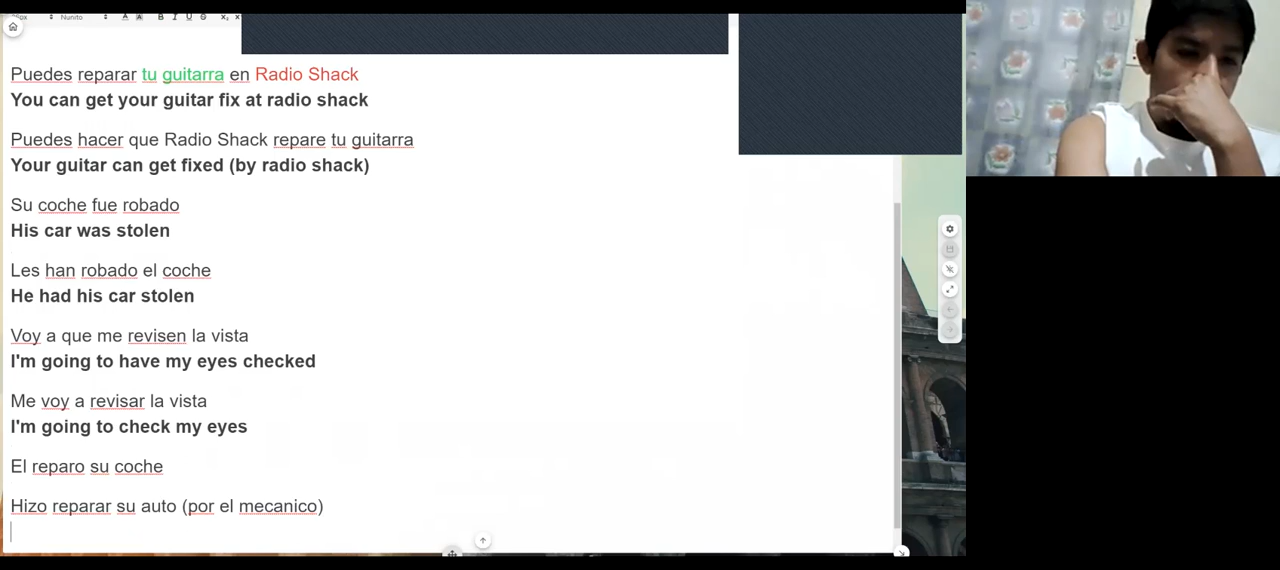 Nunito
B I U S X₂
Puedes reparar tu guitarra en Radio Shack
You can get your guitar fix at radio shack
Puedes hacer que Radio Shack repare tu guitarra
Your guitar can get fixed (by radio shack)
Su coche fue robado
His car was stolen
Les han robado el coche
He had his car stolen
Voy a que me revisen la vista
I'm going to have my eyes checked
Me voy a revisar la vista
I'm going to check my eyes
El reparo su coche
Hizo reparar su auto (por el mecanico)